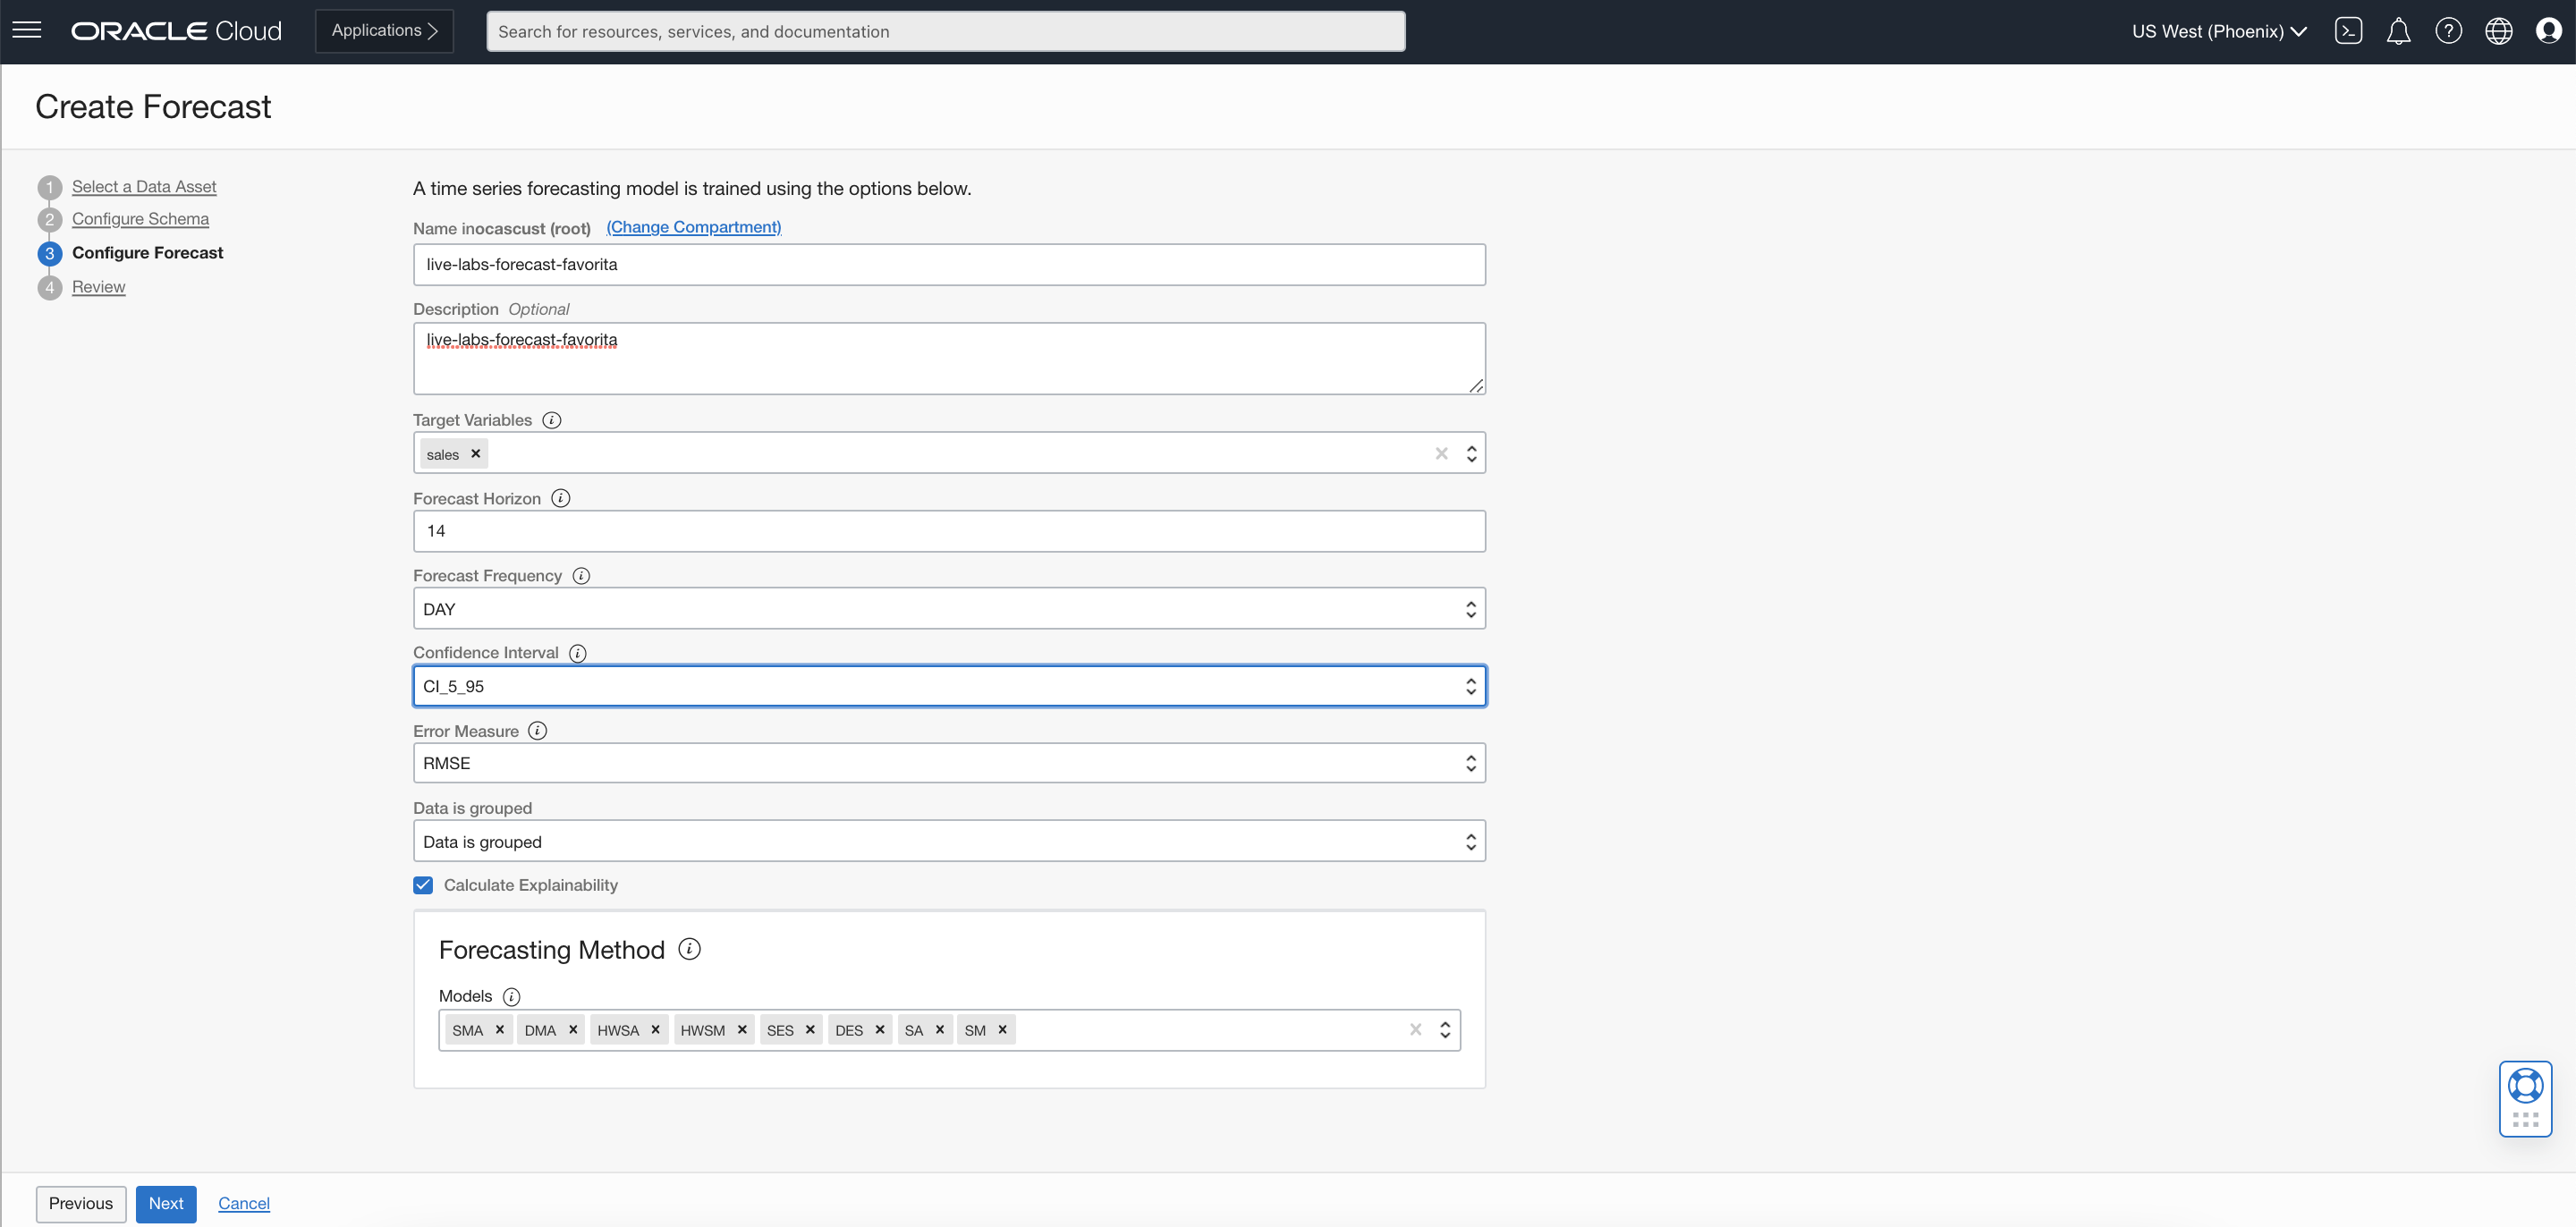 ORACLE Cloud
Applications
Search for resources, services, and documentation
US West (Phoenix)
Create Forecast
1 Select a Data Asset
2 Configure Schema
3 Configure Forecast
4 Review
A time series forecasting model is trained using the options below.
Name inocascust (root) (Change Compartment)
live-labs-forecast-favorita
Description Optional
live-labs-forecast-favorita
Target Variables
sales
Forecast Horizon
14
Forecast Frequency
DAY
Confidence Interval
CI_5_95
Error Measure
RMSE
Data is grouped
Data is grouped
Calculate Explainability
Forecasting Method
Models
SMA DMA HWSA HWSM SES DES SA SM
Previous Next Cancel